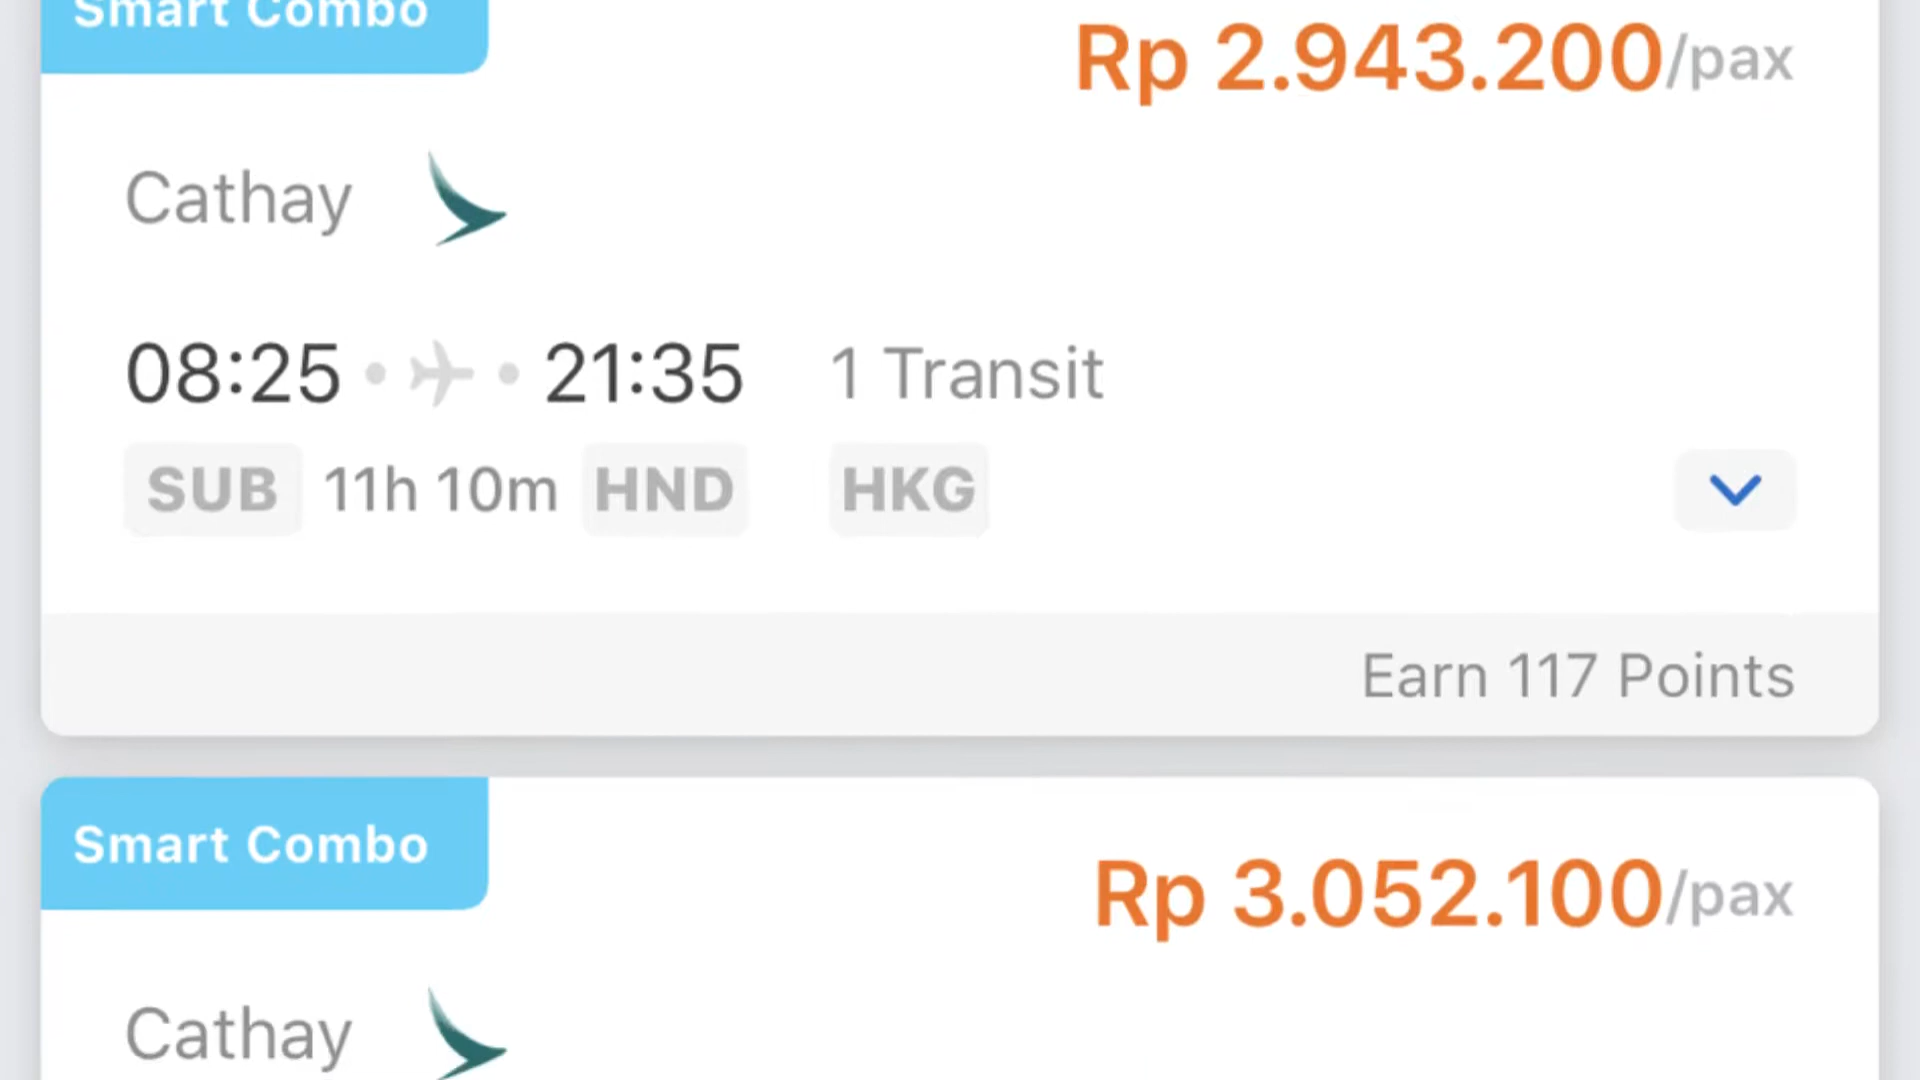 Smart Combo
Rp 2.943.200/pax
Cathay
08:25 21:35 1 Transit
SUB 11h 10m HND HKG
Earn 117 Points
Smart Combo
Rp 3.052.100/pax
Cathay